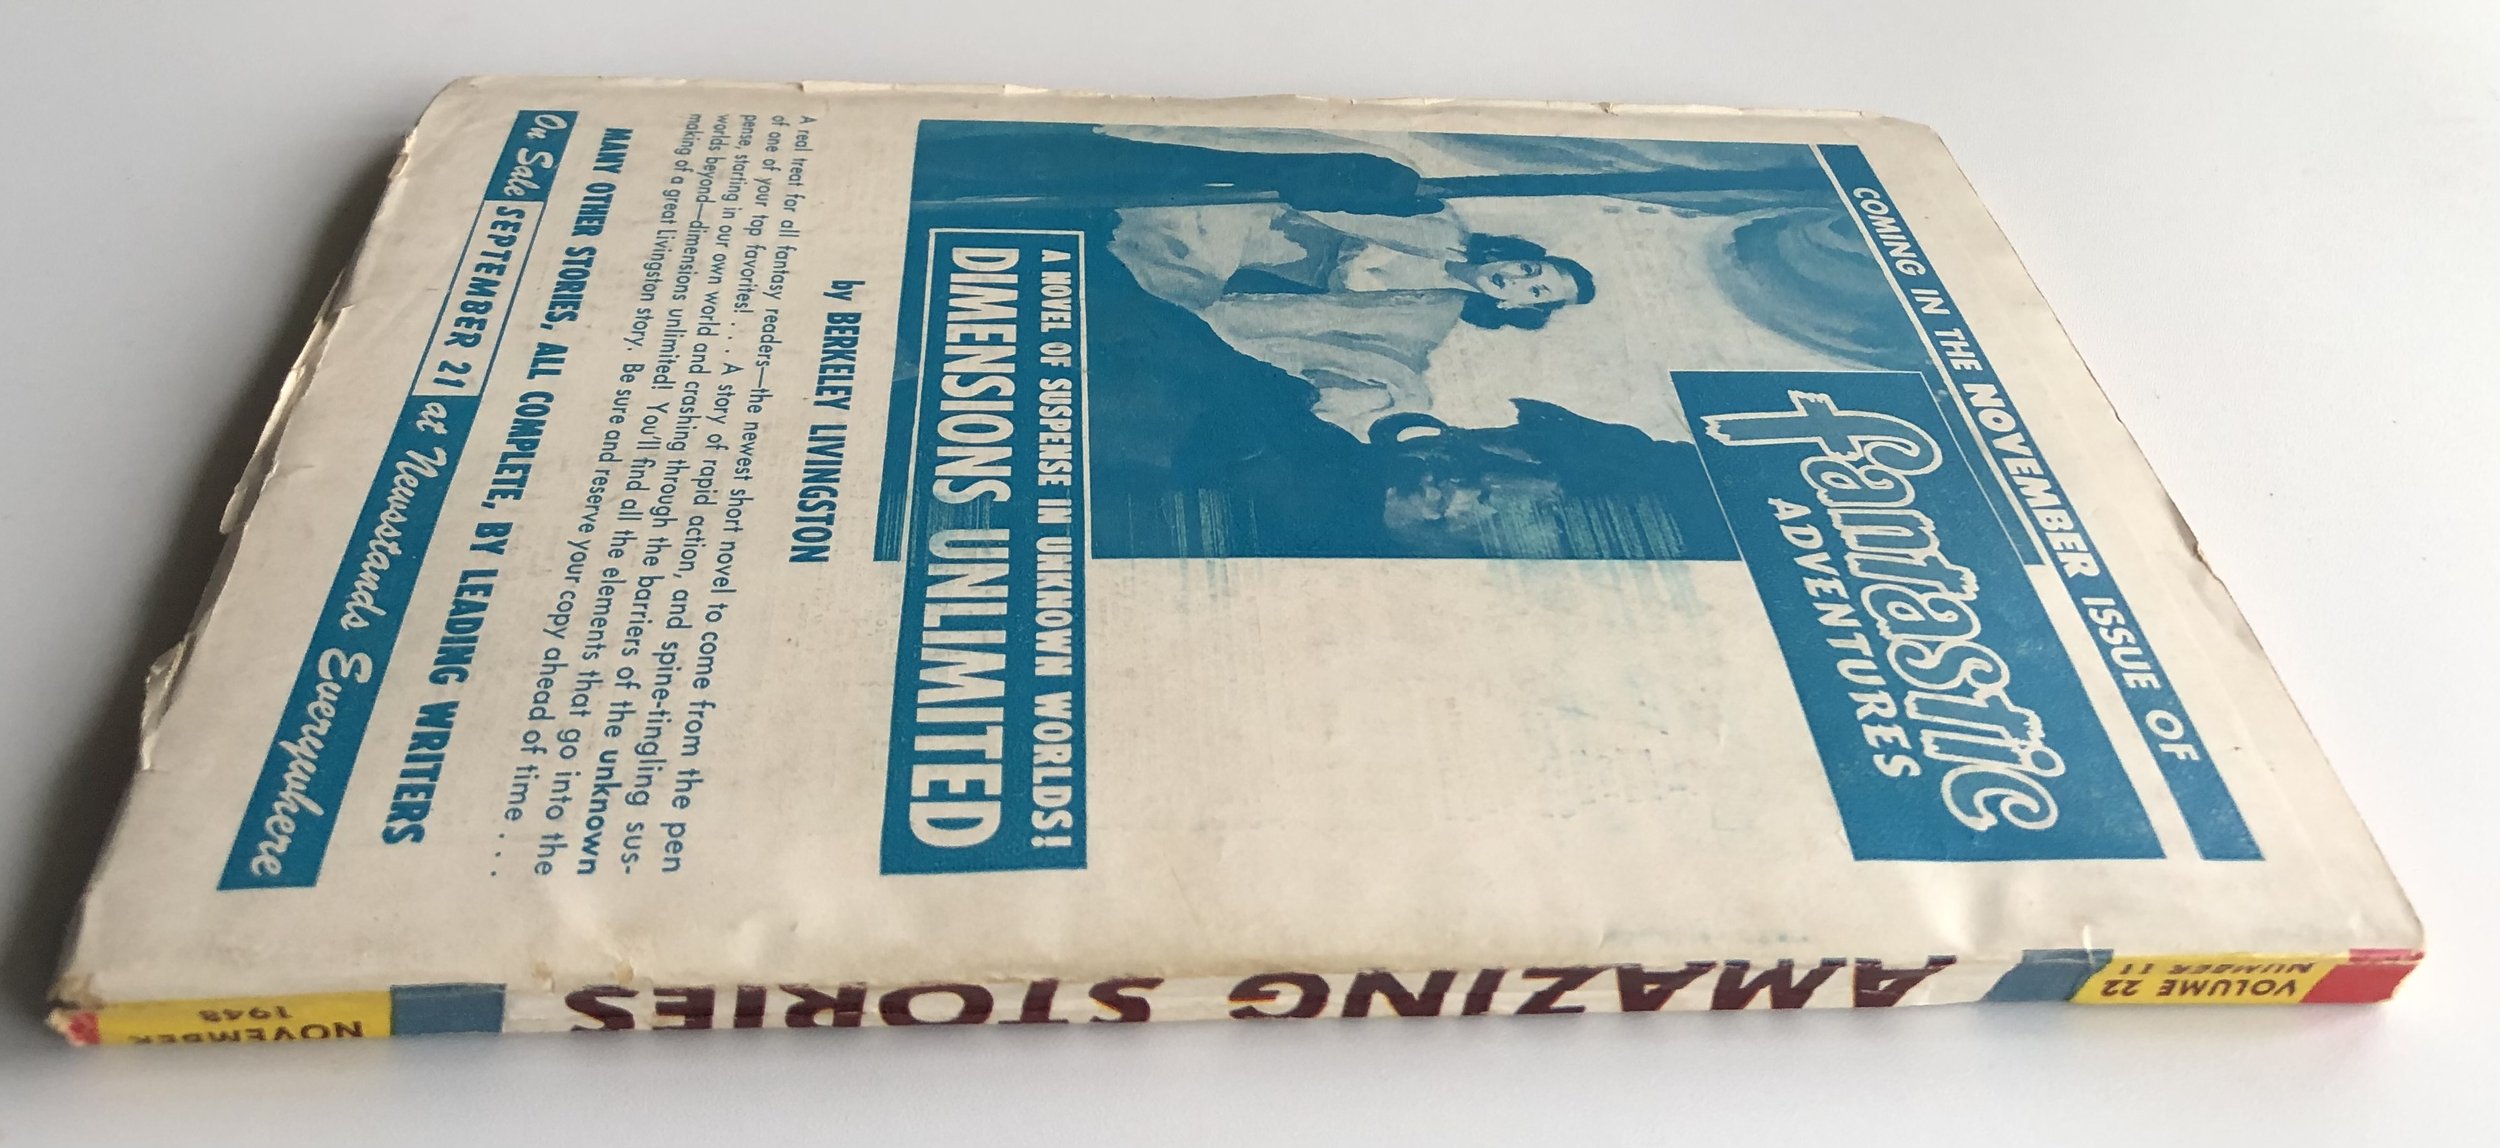 COMING IN THE NOVEMBER ISSUE OF
fantastic
ADVENTURES
A NOVEL OF SUSPENSE IN UNKNOWN WORLDS!
DIMENSIONS UNLIMITED
by BERKELEY LIVINGSTON
A real treat for all fantasy readers—the newest short novel to come from the pen
of one of your top favorites! . . . A story of rapid action, and spine-tingling sus-
pense, starting in our own world and crashing through the barriers of the unknown
worlds beyond—dimensions unlimited! You'll find all the elements that go into the
making of a great Livingston story. Be sure and reserve your copy ahead of time . . .
MANY OTHER STORIES, ALL COMPLETE, BY LEADING WRITERS
On Sale SEPTEMBER 21 at Newsstands Everywhere
VOLUME 22
NUMBER 11
AMAZING STORIES
NOVEMBER
1948